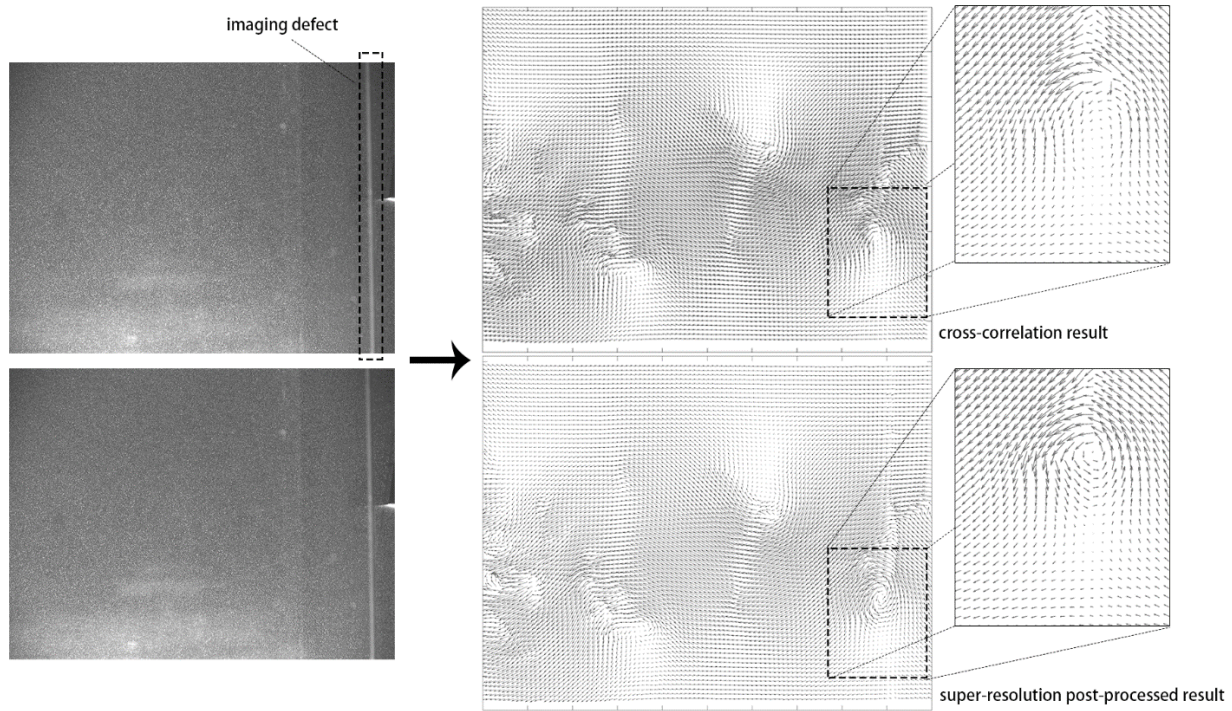 imaging defect
cross-correlation result
super-resolution post-processed result